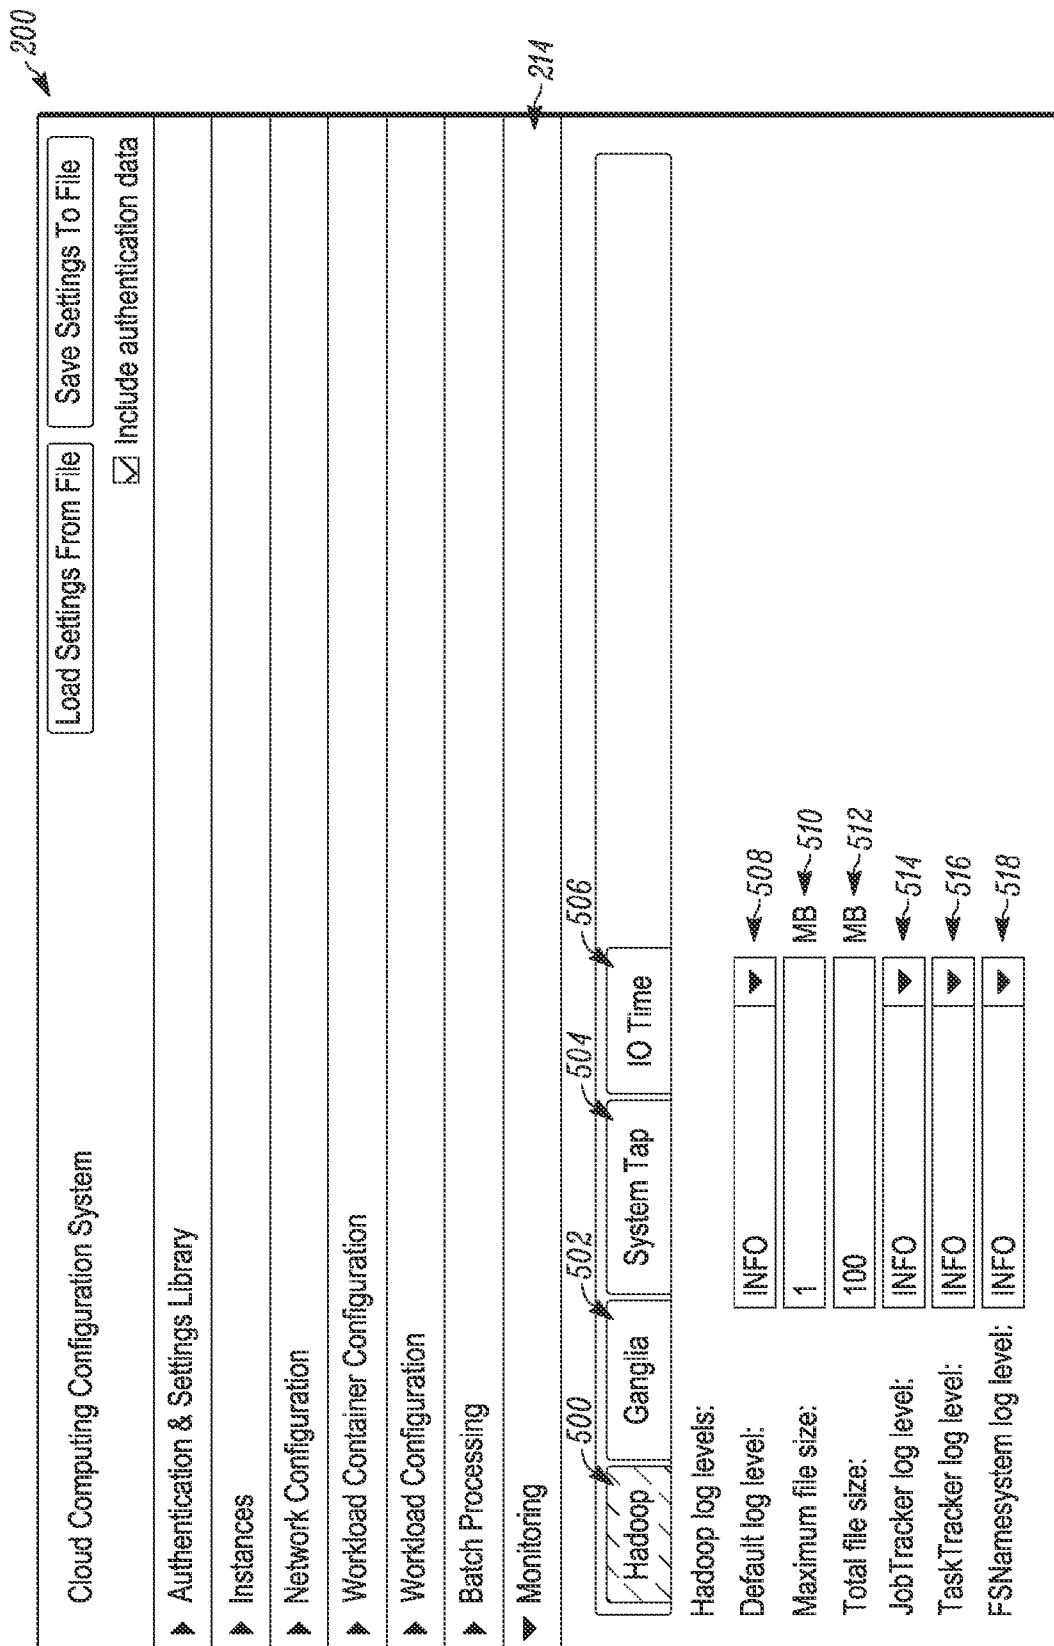 200
Cloud Computing Configuration System
Load Settings From File Save Settings To File
Include authentication data
Authentication & Settings Library
Instances
Network Configuration
Workload Container Configuration
Workload Configuration
Batch Processing
Monitoring
214
500 502 504 506
Hadoop Ganglia System Tap IO Time
Hadoop log levels:
Default log level: INFO 508
Maximum file size: 1 MB 510
Total file size: 100 MB 512
JobTracker log level: INFO 514
TaskTracker log level: INFO 516
FSNamesystem log level: INFO 518